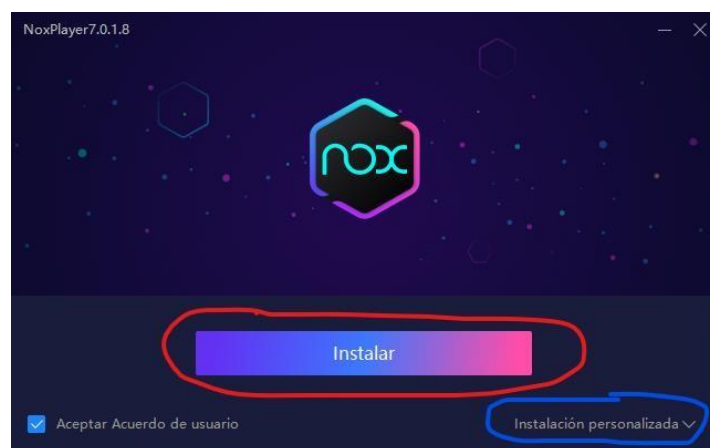 NoxPlayer7.0.1.8
nox
Instalar
Aceptar Acuerdo de usuario
Instalación personalizada